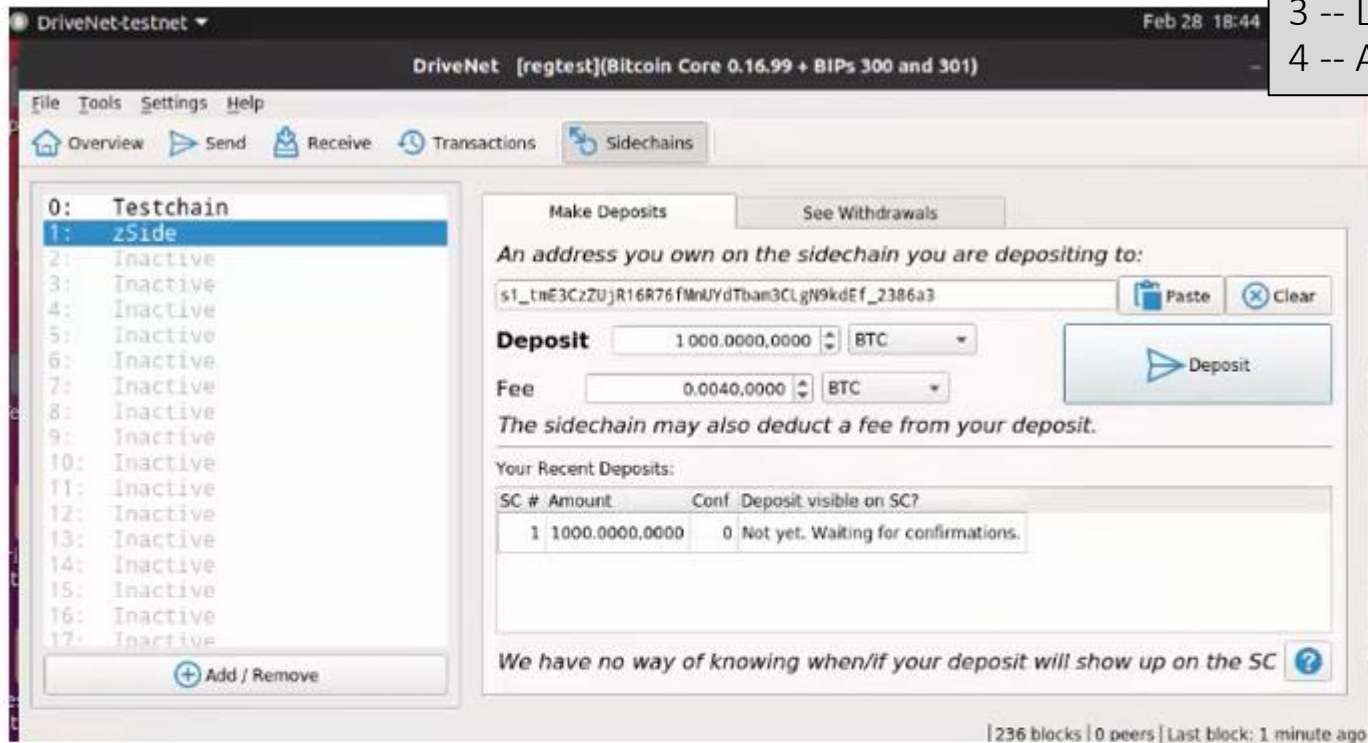 DriveNet-testnet
Feb 28 18:44
3 --
4 --
DriveNet [regtest](Bitcoin Core 0.16.99 + BIPs 300 and 301)
File Tools Settings Help
Overview Send Receive Transactions Sidechains
0: Testchain
1: zSide
2: Inactive
3: Inactive
4: Inactive
5: Inactive
6: Inactive
7: Inactive
8: Inactive
9: Inactive
10: Inactive
11: Inactive
12: Inactive
13: Inactive
14: Inactive
15: Inactive
16: Inactive
17: Inactive
Add / Remove
Make Deposits See Withdrawals
An address you own on the sidechain you are depositing to:
s1_tmE3CzZUjR16R76fMnUYdTbam3CLgN9kdEf_2386a3 Paste Clear
Deposit 1 000.0000,0000 BTC
Deposit
Fee 0.0040,0000 BTC
The sidechain may also deduct a fee from your deposit.
Your Recent Deposits:
SC # Amount Conf Deposit visible on SC?
1 1000.0000.0000 0 Not yet. Waiting for confirmations.
We have no way of knowing when/if your deposit will show up on the SC
236 blocks | 0 peers | Last block: 1 minute ago